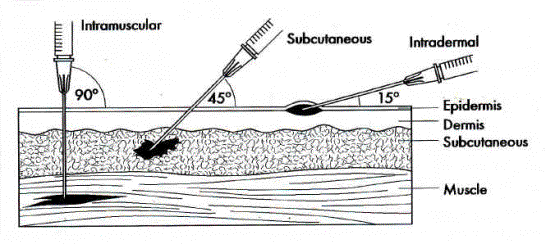 Intramuscular
Subcutaneous
Intradermal
90°
45°
15°
Epidermis
Dermis
Subcutaneous
Muscle